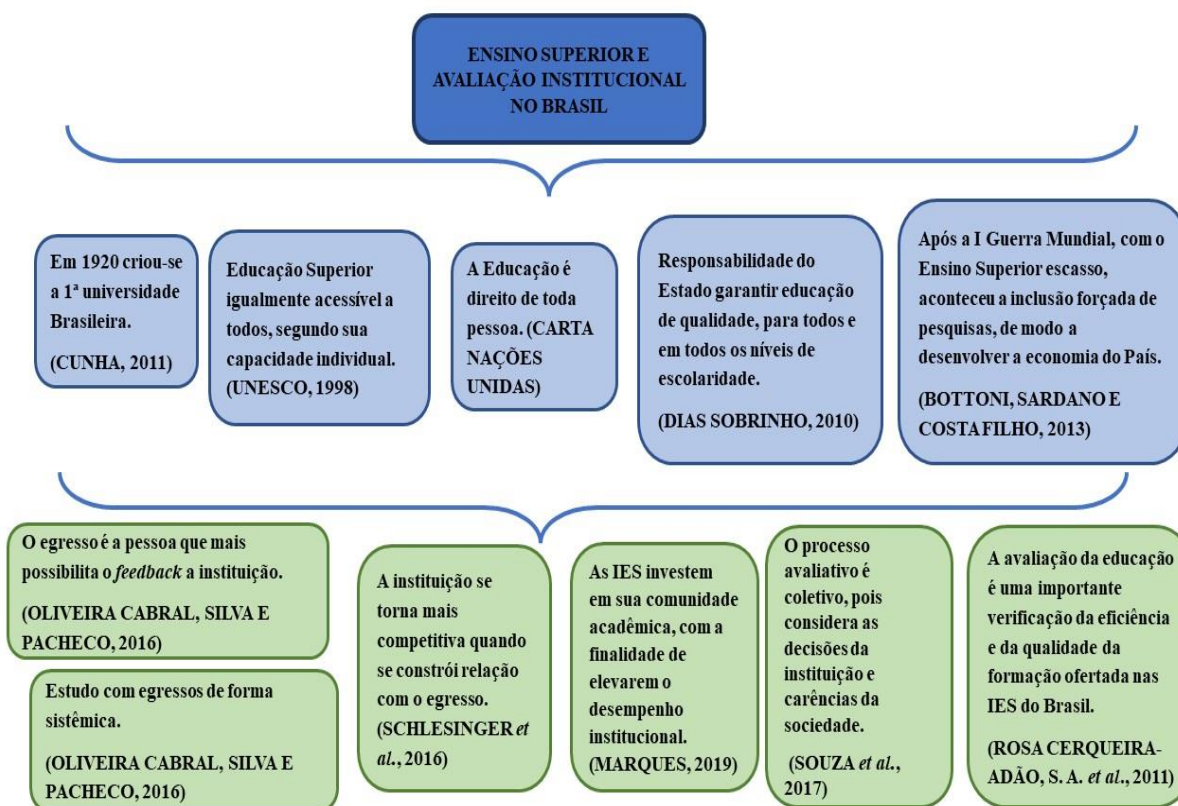 ENSINO SUPERIOR E
AVALIAÇÃO INSTITUCIONAL
NO BRASIL
Em 1920 criou-se
a 1ª universidade
Brasileira.
(CUNHA, 2011)
Educação Superior
igualmente acessível a
todos, segundo sua
capacidade individual.
(UNESCO, 1998)
A Educação é
direito de toda
pessoa. (CARTA
NAÇÕES
UNIDAS)
Responsabilidade do
Estado garantir educação
de qualidade, para todos e
em todos os níveis de
escolaridade.
(DIAS SOBRINHO, 2010)
Após a I Guerra Mundial, com o
Ensino Superior escasso,
aconteceu a inclusão forçada de
pesquisas, de modo a
desenvolver a economia do País.
(BOTTONI, SARDANO E
COSTA FILHO, 2013)
O egresso é a pessoa que mais
possibilita o feedback a instituição.
(OLIVEIRA CABRAL, SILVA E
PACHECO, 2016)
Estudo com egressos de forma
sistêmica.
(OLIVEIRA CABRAL, SILVA E
PACHECO, 2016)
A instituição se
torna mais
competitiva quando
se constrói relação
com o egresso.
(SCHLESINGER et
al., 2016)
As IES investem
em sua comunidade
acadêmica, com a
finalidade de
elevarem o
desempenho
institucional.
(MARQUES, 2019)
O processo
avaliativo é
coletivo, pois
considera as
decisões da
instituição e
carências da
sociedade.
(SOUZA et al.,
2017)
A avaliação da educação
é uma importante
verificação da eficiência
e da qualidade da
formação ofertada nas
IES do Brasil.
(ROSA CERQUEIRA-
ADÃO, S. A. et al., 2011)